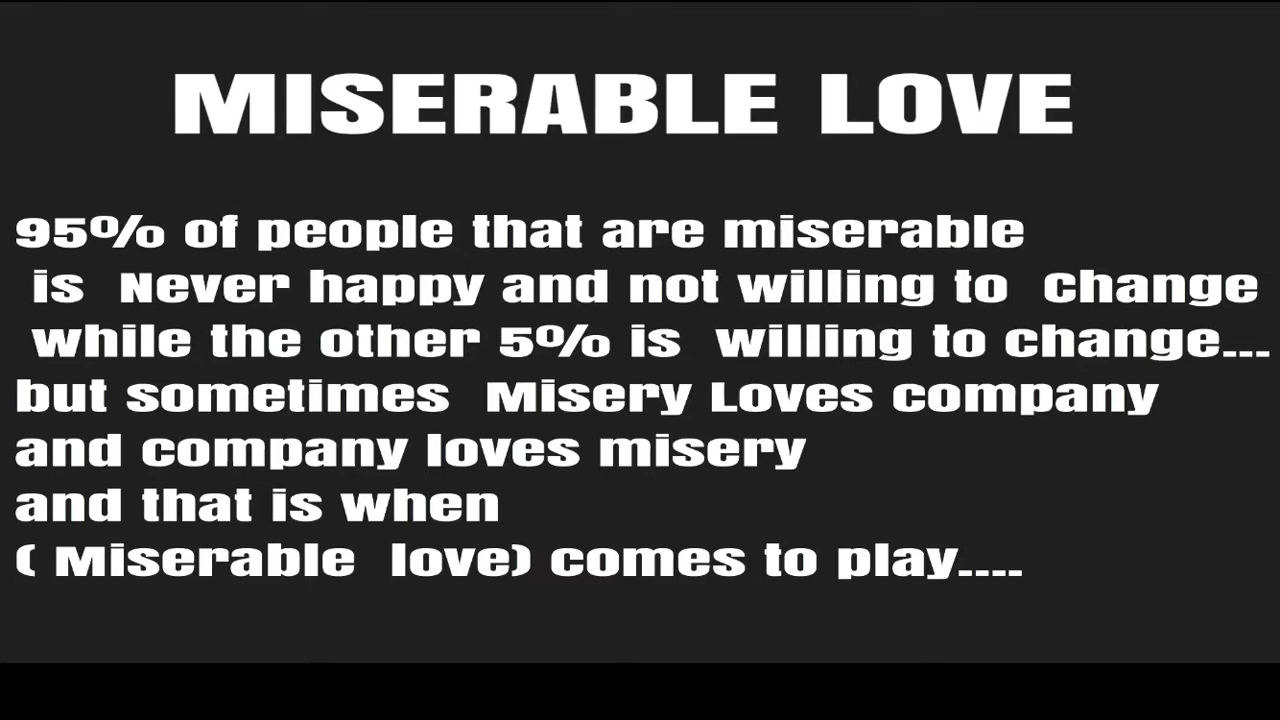 MISERABLE LOVE
95% of people that are miserable
is Never happy and not willing to Change
while the other 5% is willing to change...
but sometimes Misery Loves company
and company loves misery
and that is when
( Miserable love) comes to play....